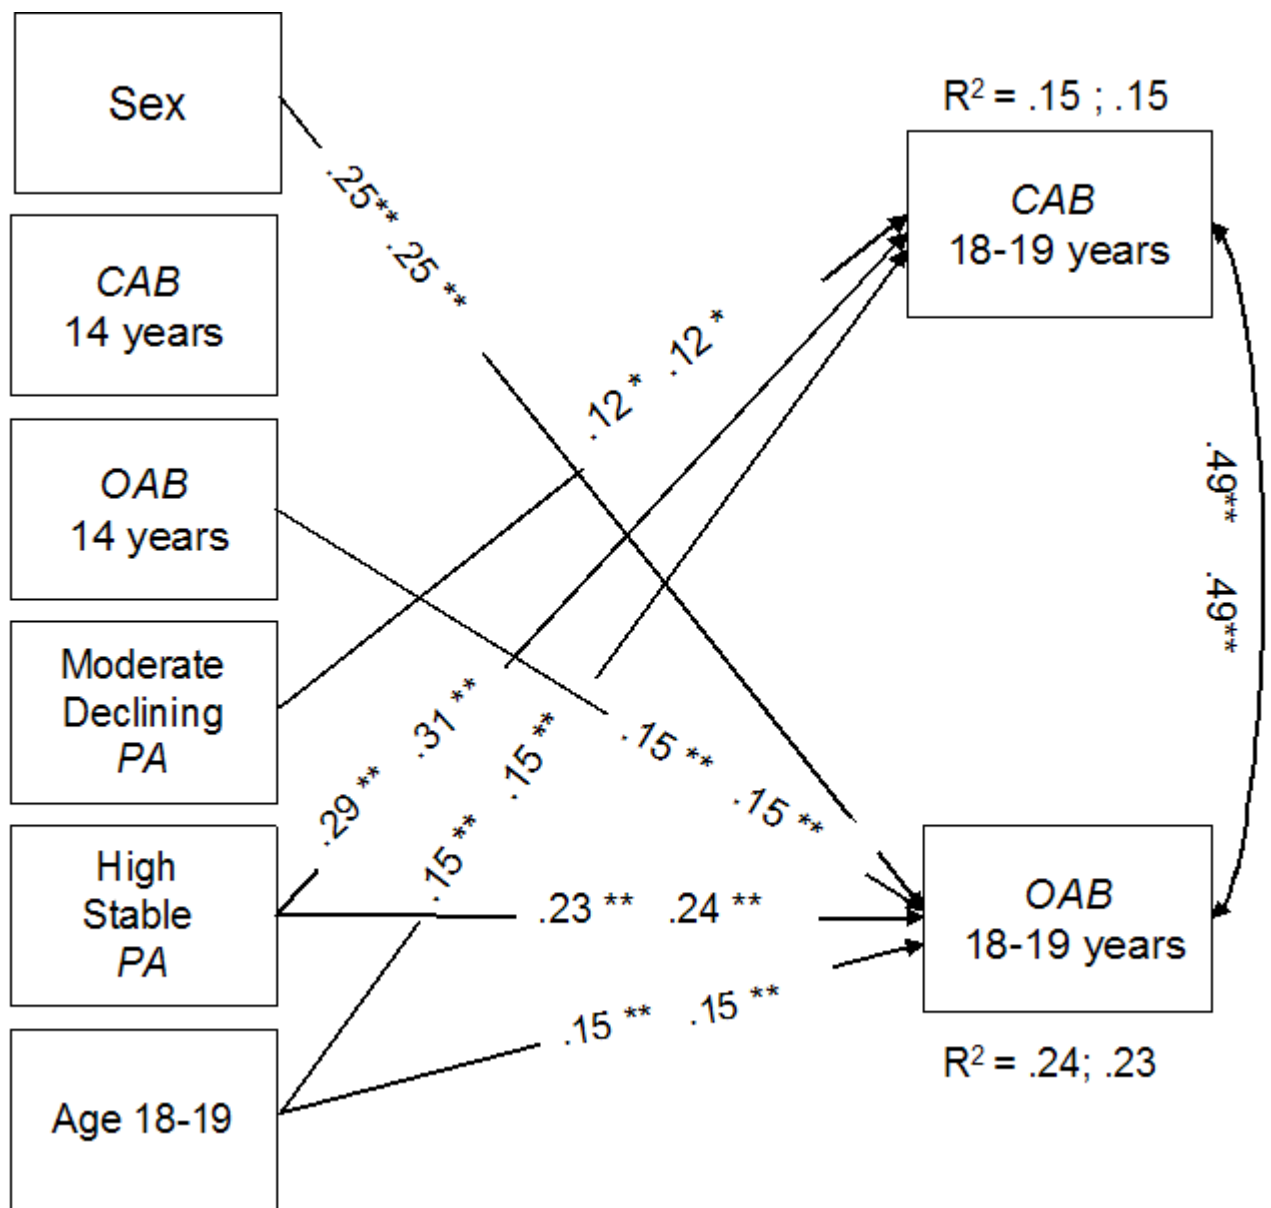 Sex
CAB
14 years
OAB
14 years
Moderate
Declining
PA
High
Stable
PA
Age 18-19
.25** .25 **
.12 * .12 *
.29 ** .31 **
.15 ** .15 **
.15 ** .15 **
.23 ** .24 **
.15 ** .15 **
R² = .15 ; .15
CAB
18-19 years
.49** .49**
OAB
18-19 years
R² = .24; .23